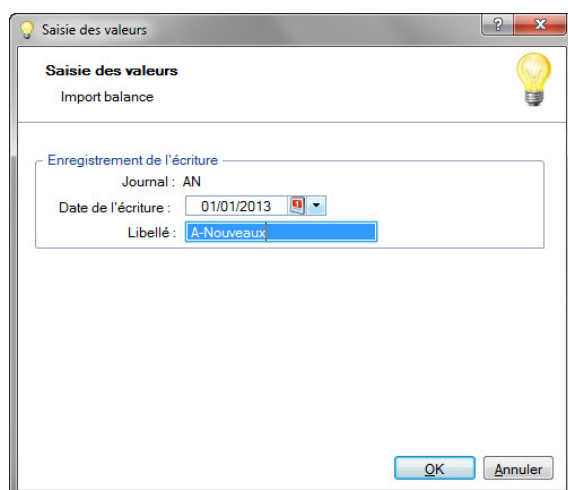 Saisie des valeurs
Saisie des valeurs
Import balance
Enregistrement de l'écriture
Journal : AN
Date de l'écriture : 01/01/2013
Libellé : A-Nouveaux
OK Annuler